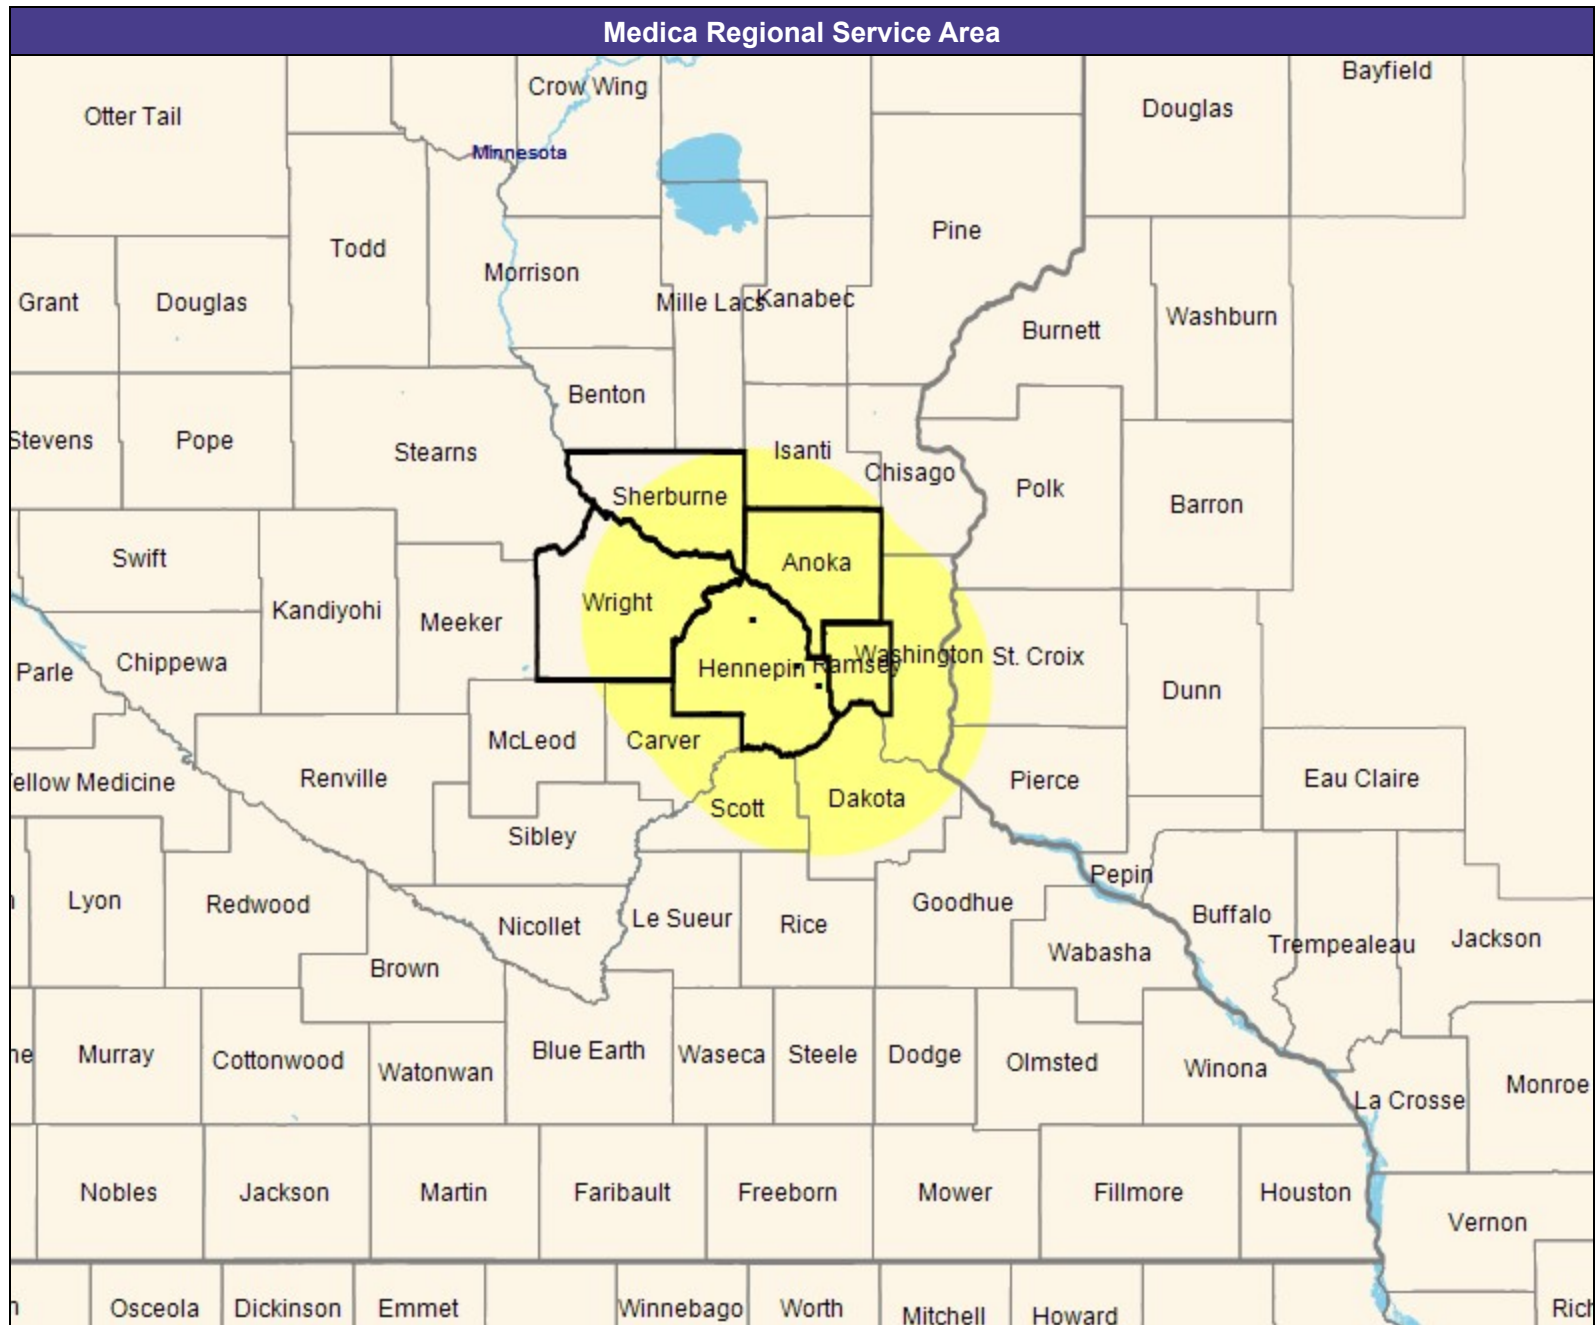 Medica Regional Service Area
Bayfield
Crow Wing
Douglas
Otter Tail
Minnesota
Pine
Todd
Morrison
Grant
Douglas
Mille Lacs
Kanabec
Washburn
Burnett
Benton
Stevens
Pope
Stearns
Isanti
Chisago
Polk
Sherburne
Barron
Swift
Anoka
Wright
Kandiyohi
Meeker
Hennepin
Ramsey
Washington
St. Croix
Parle
Chippewa
Dunn
McLeod
Carver
Renville
Yellow Medicine
Pierce
Eau Claire
Scott
Dakota
Sibley
Pepin
Lyon
Redwood
Goodhue
Nicollet
Le Sueur
Rice
Buffalo
Trempealeau
Jackson
Wabasha
Brown
ne
Murray
Cottonwood
Watonwan
Blue Earth
Waseca
Steele
Dodge
Olmsted
Winona
La Crosse
Monroe
Nobles
Jackson
Martin
Faribault
Freeborn
Mower
Fillmore
Houston
Vernon
Osceola
Dickinson
Emmet
Winnebago
Worth
Mitchell
Howard
Rich